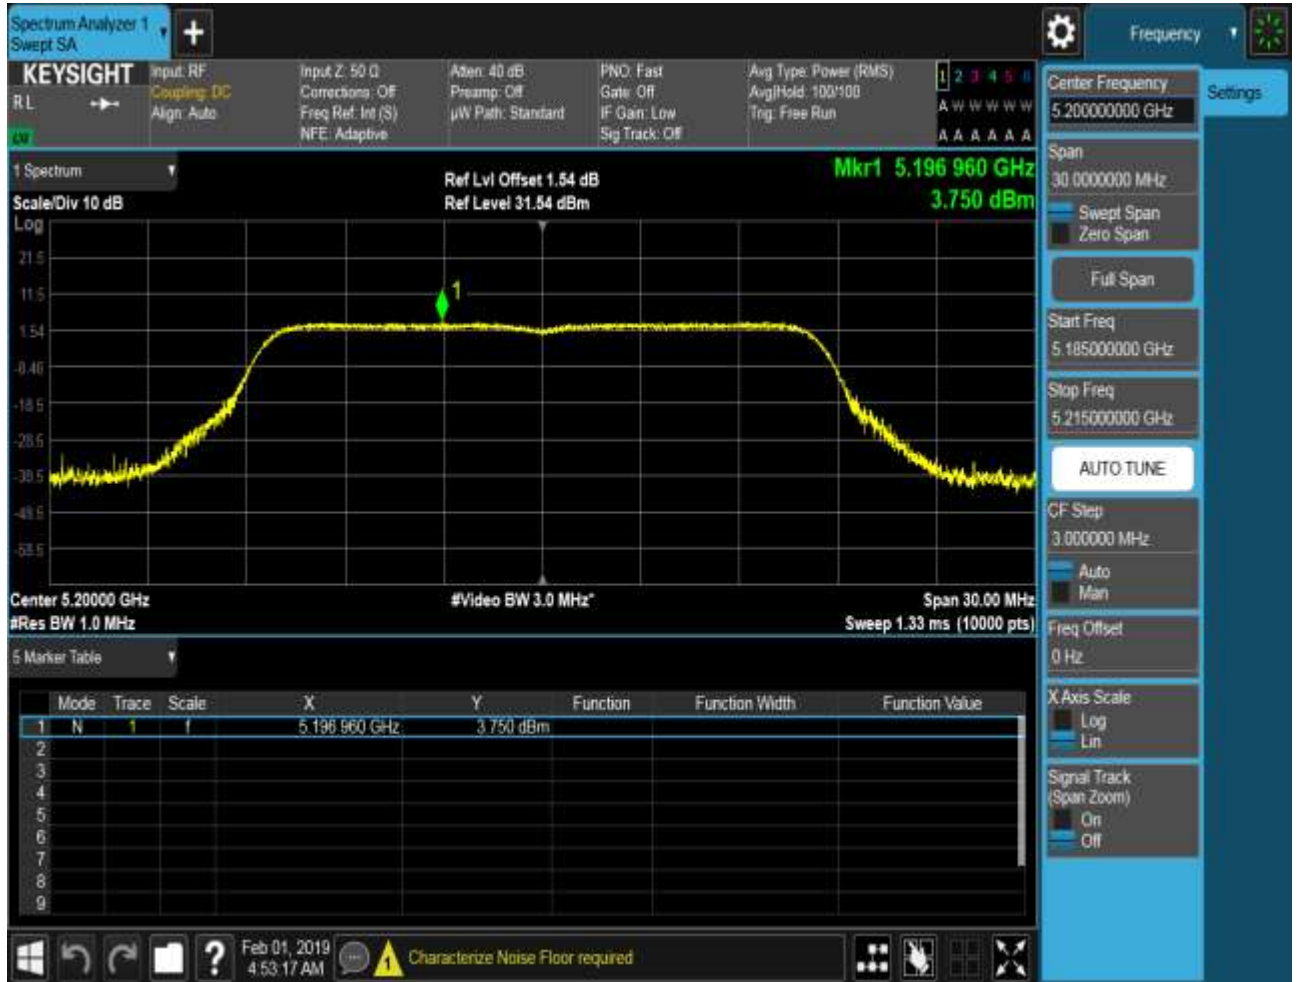 Spectrum Analyzer 1
Swept SA
+
Frequency
KEYSIGHT
Input: RF
Coupling: DC
Align: Auto
Input Z: 50 Ω
Corrections: Off
Freq Ref: Int (S)
NFE: Adaptive
Atten: 40 dB
Preamp: Off
µW Path: Standard
PNO: Fast
Gate: Off
IF Gain: Low
Sig Track: Off
Avg Type: Power (RMS)
Avg|Hold: 100/100
Trig: Free Run
1 2 3 4 5 6
A W W W W W
A A A A A A
R L
1 Spectrum
Scale/Div 10 dB
Ref Lvl Offset 1.54 dB
Ref Level 31.54 dBm
Mkr1 5.196 960 GHz
3.750 dBm
Log
21.5
11.5
1.54
-8.46
-18.5
-28.5
-38.5
-48.5
-58.5
1
Center 5.20000 GHz
#Res BW 1.0 MHz
#Video BW 3.0 MHz*
Span 30.00 MHz
Sweep 1.33 ms (10000 pts)
5 Marker Table
Mode Trace Scale X Y Function Function Width Function Value
1 N 1 f 5.196 960 GHz 3.750 dBm
2
3
4
5
6
7
8
9
Feb 01, 2019
4:53:17 AM
?
1
Characterize Noise Floor required
Settings
Center Frequency
5.200000000 GHz
Span
30.0000000 MHz
Swept Span
Zero Span
Full Span
Start Freq
5.185000000 GHz
Stop Freq
5.215000000 GHz
AUTO TUNE
CF Step
3.000000 MHz
Auto
Man
Freq Offset
0 Hz
X Axis Scale
Log
Lin
Signal Track
(Span Zoom)
On
Off